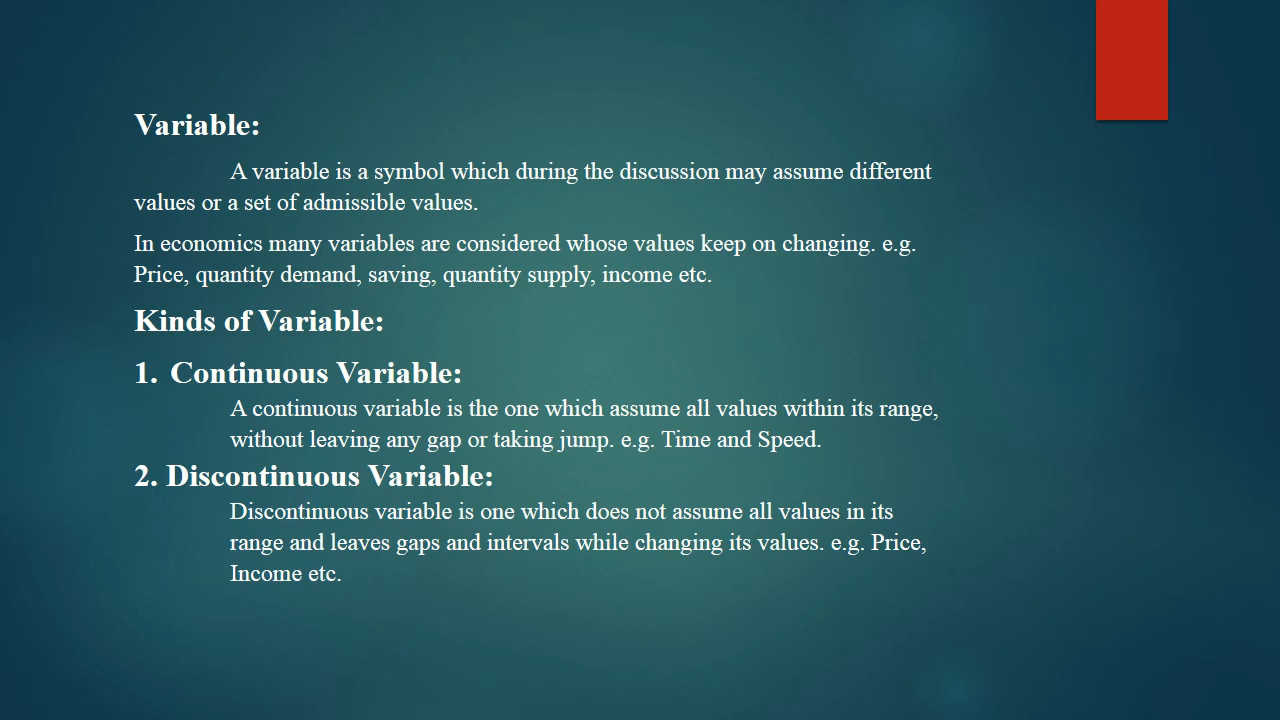 Variable:
A variable is a symbol which during the discussion may assume different
values or a set of admissible values.
In economics many variables are considered whose values keep on changing. e.g.
Price, quantity demand, saving, quantity supply, income etc.
Kinds of Variable:
1. Continuous Variable:
A continuous variable is the one which assume all values within its range,
without leaving any gap or taking jump. e.g. Time and Speed.
2. Discontinuous Variable:
Discontinuous variable is one which does not assume all values in its
range and leaves gaps and intervals while changing its values. e.g. Price,
Income etc.